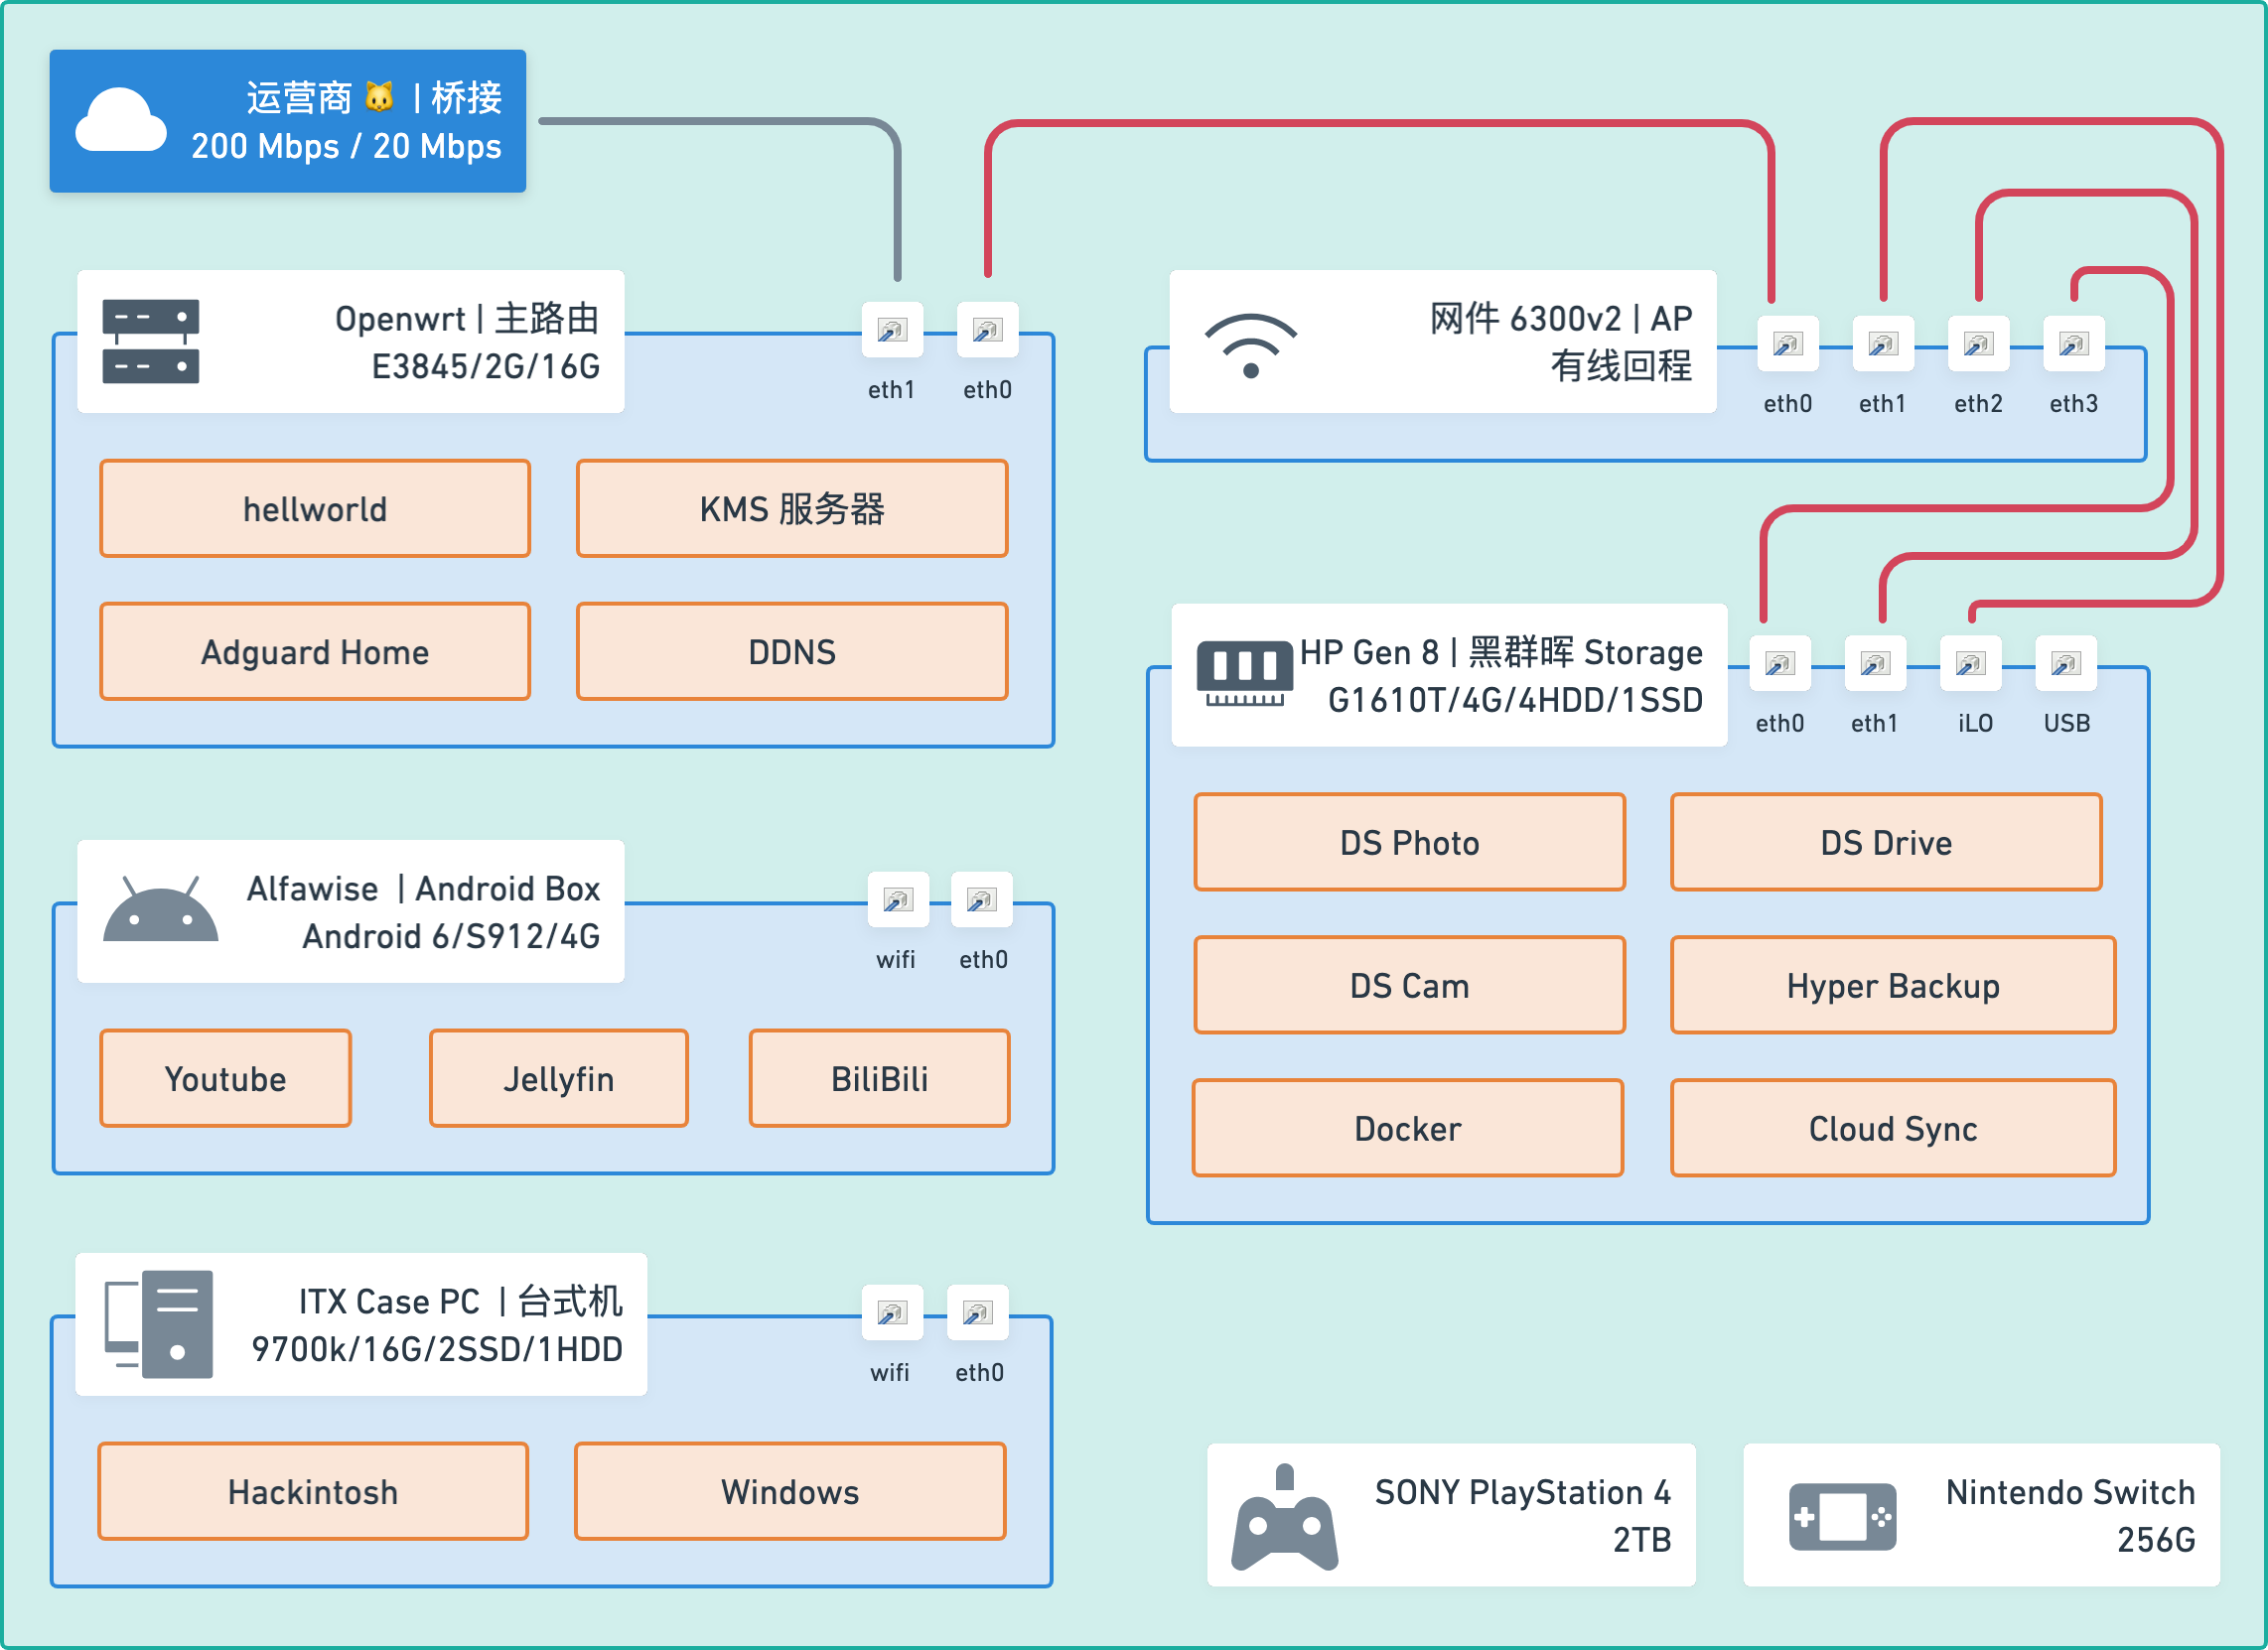 运营商 🐱 | 桥接
200 Mbps / 20 Mbps
Openwrt | 主路由
E3845/2G/16G
eth1
eth0
hellworld
KMS 服务器
Adguard Home
DDNS
网件 6300v2 | AP
有线回程
eth0
eth1
eth2
eth3
HP Gen 8 | 黑群晖 Storage
G1610T/4G/4HDD/1SSD
eth0
eth1
iLO
USB
DS Photo
DS Drive
DS Cam
Hyper Backup
Docker
Cloud Sync
Alfawise | Android Box
Android 6/S912/4G
wifi
eth0
Youtube
Jellyfin
BiliBili
ITX Case PC | 台式机
9700k/16G/2SSD/1HDD
wifi
eth0
Hackintosh
Windows
SONY PlayStation 4
2TB
Nintendo Switch
256G